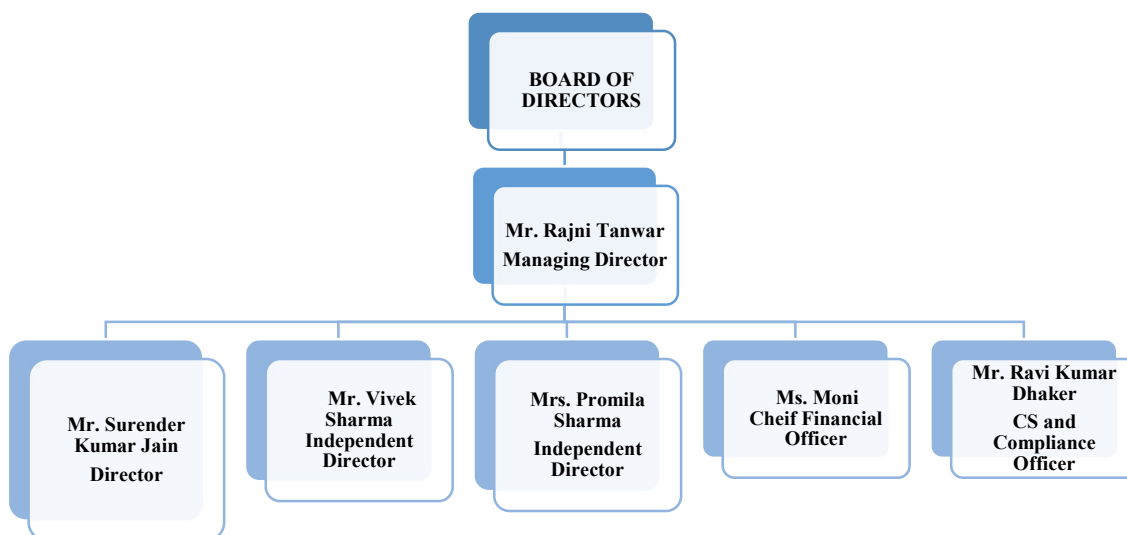 BOARD OF
DIRECTORS
Mr. Rajni Tanwar
Managing Director
Mr. Surender
Kumar Jain
Director
Mr. Vivek
Sharma
Independent
Director
Mrs. Promila
Sharma
Independent
Director
Ms. Moni
Cheif Financial
Officer
Mr. Ravi Kumar
Dhaker
CS and
Compliance
Officer